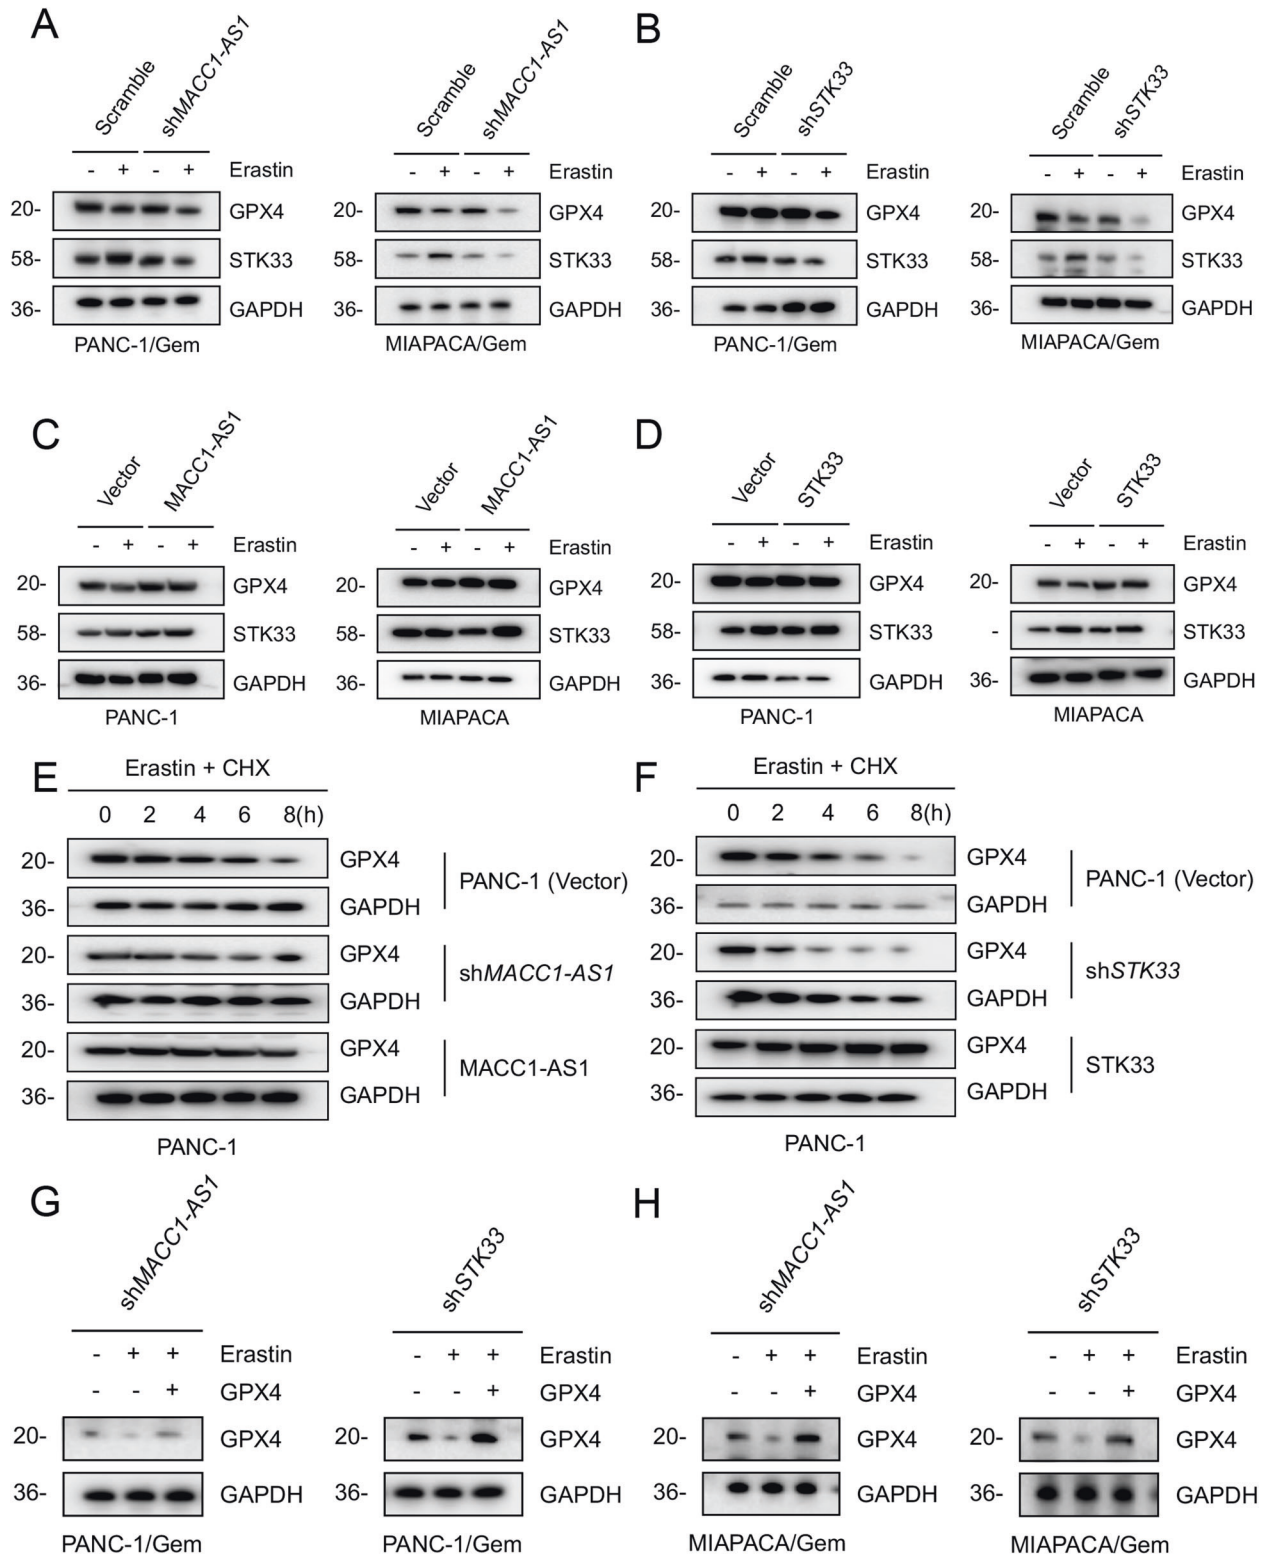 A
Scramble
shMACC1-AS1
- + - + Erastin
20- GPX4
58- STK33
36- GAPDH
PANC-1/Gem
Scramble
shMACC1-AS1
- + - + Erastin
20- GPX4
58- STK33
36- GAPDH
MIAPACA/Gem
B
Scramble
shSTK33
- + - + Erastin
20- GPX4
58- STK33
36- GAPDH
PANC-1/Gem
Scramble
shSTK33
- + - + Erastin
20- GPX4
58- STK33
36- GAPDH
MIAPACA/Gem
C
Vector
MACC1-AS1
- + - + Erastin
20- GPX4
58- STK33
36- GAPDH
PANC-1
Vector
MACC1-AS1
- + - + Erastin
20- GPX4
58- STK33
36- GAPDH
MIAPACA
D
Vector
STK33
- + - + Erastin
20- GPX4
58- STK33
36- GAPDH
PANC-1
Vector
STK33
- + - + Erastin
20- GPX4
- STK33
36- GAPDH
MIAPACA
E
Erastin + CHX
0 2 4 6 8(h)
20- GPX4
PANC-1 (Vector)
36- GAPDH
20- GPX4
shMACC1-AS1
36- GAPDH
20- GPX4
MACC1-AS1
36- GAPDH
PANC-1
F
Erastin + CHX
0 2 4 6 8(h)
20- GPX4
PANC-1 (Vector)
36- GAPDH
20- GPX4
shSTK33
36- GAPDH
20- GPX4
STK33
36- GAPDH
PANC-1
G
shMACC1-AS1
- + + Erastin
- - + GPX4
20- GPX4
36- GAPDH
PANC-1/Gem
shSTK33
- + + Erastin
- - + GPX4
20- GPX4
36- GAPDH
PANC-1/Gem
H
shMACC1-AS1
- + + Erastin
- - + GPX4
20- GPX4
36- GAPDH
MIAPACA/Gem
shSTK33
- + + Erastin
- - + GPX4
20- GPX4
36- GAPDH
MIAPACA/Gem